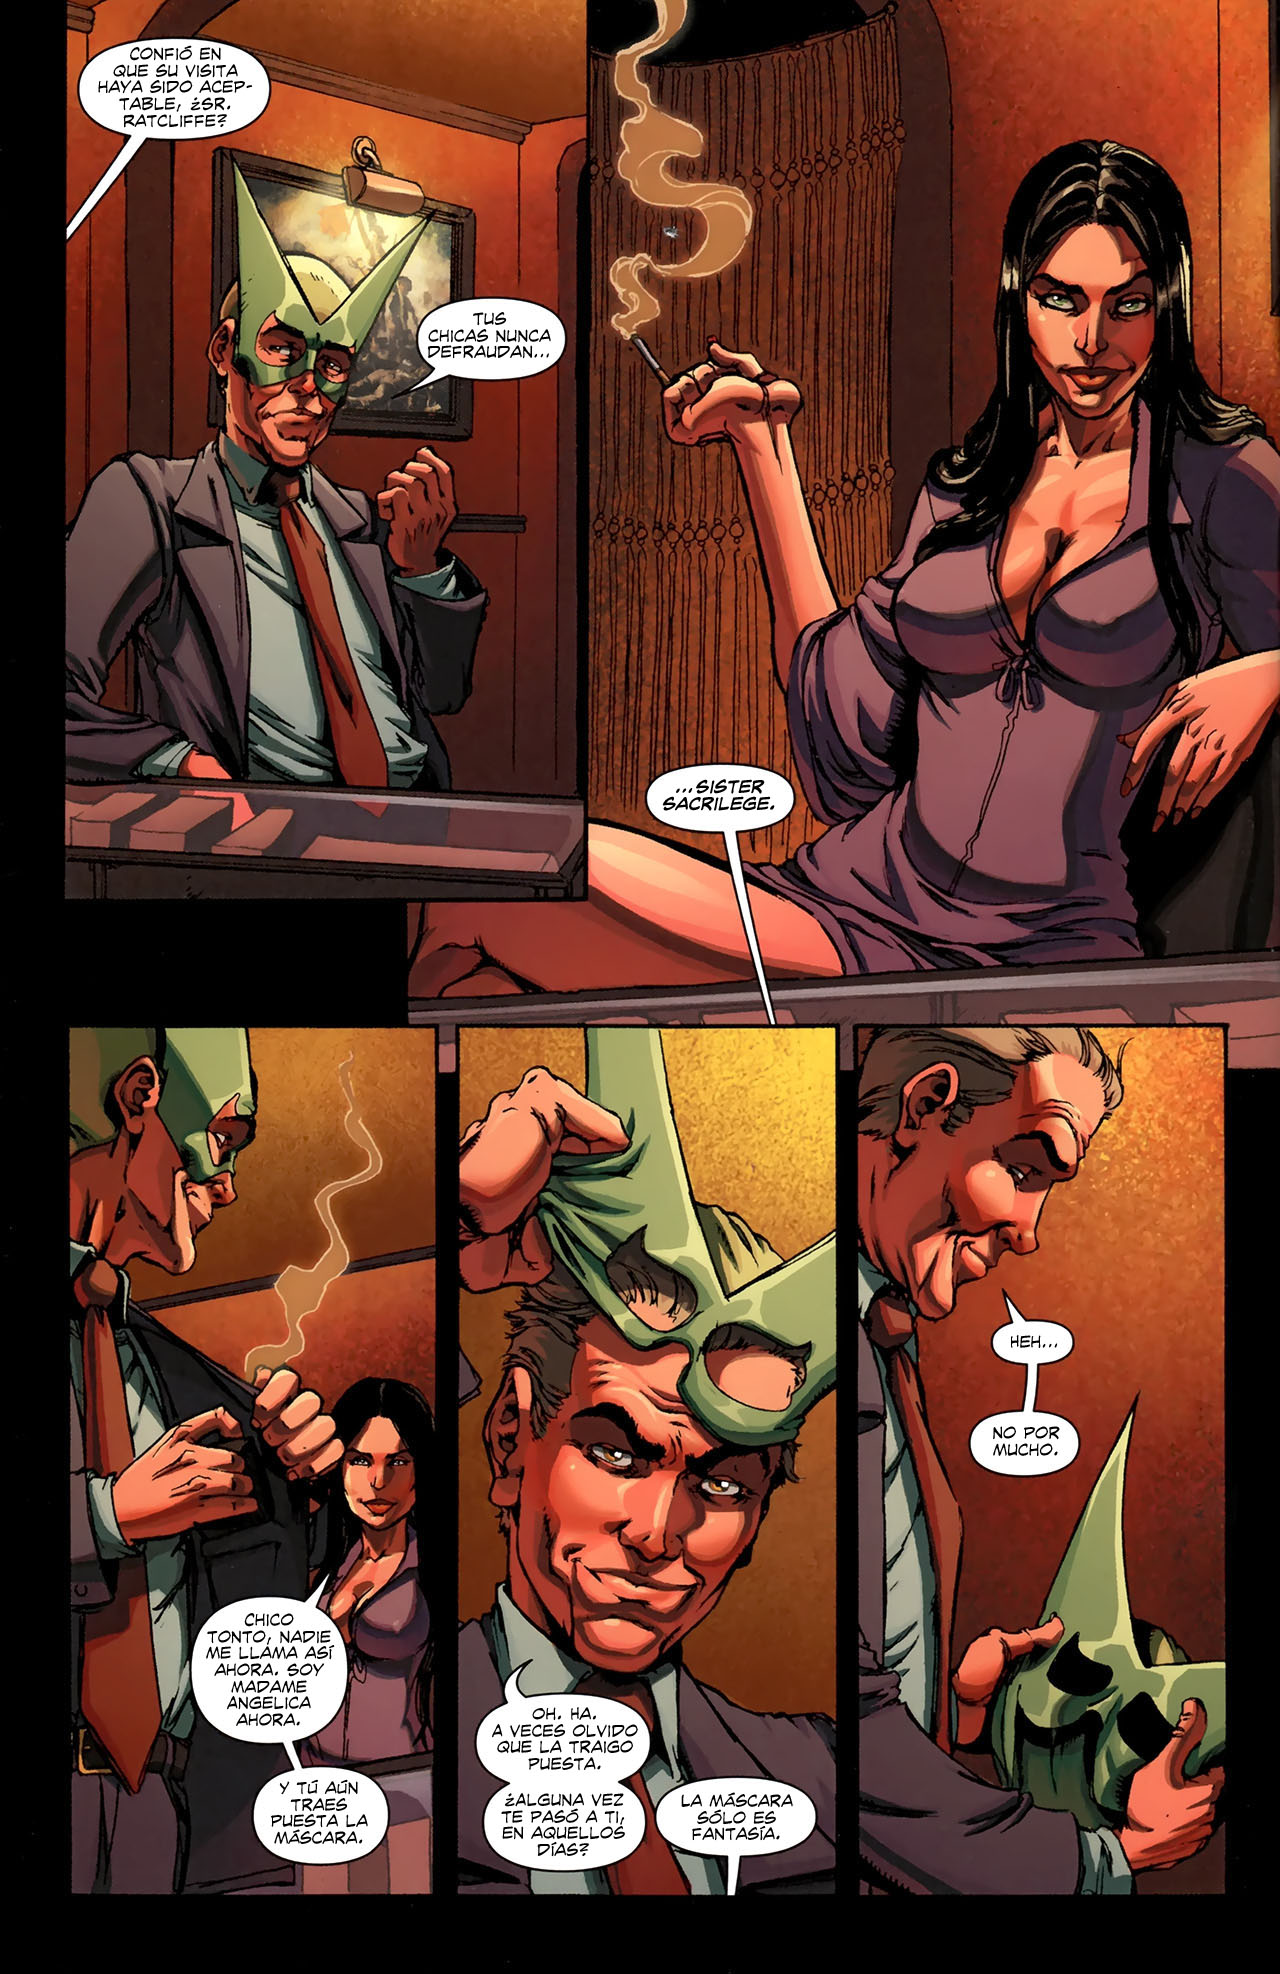 CONFIÓ EN
QUE SU VISITA
HAYA SIDO ACEP-
TABLE, ¿SR.
RATCLIFFE?
TUS
CHICAS NUNCA
DEFRAUDAN...
...SISTER
SACRILEGE.
CHICO
TONTO, NADIE
ME LLAMA ASÍ
AHORA. SOY
MADAME
ANGELICA
AHORA.
Y TÚ AÚN
TRAES
PUESTA LA
MÁSCARA.
OH. HA.
A VECES OLVIDO
QUE LA TRAIGO
PUESTA.
¿ALGUNA VEZ
TE PASÓ A TI,
EN AQUELLOS
DÍAS?
LA MÁSCARA
SÓLO ES
FANTASÍA.
HEH...
NO POR
MUCHO.